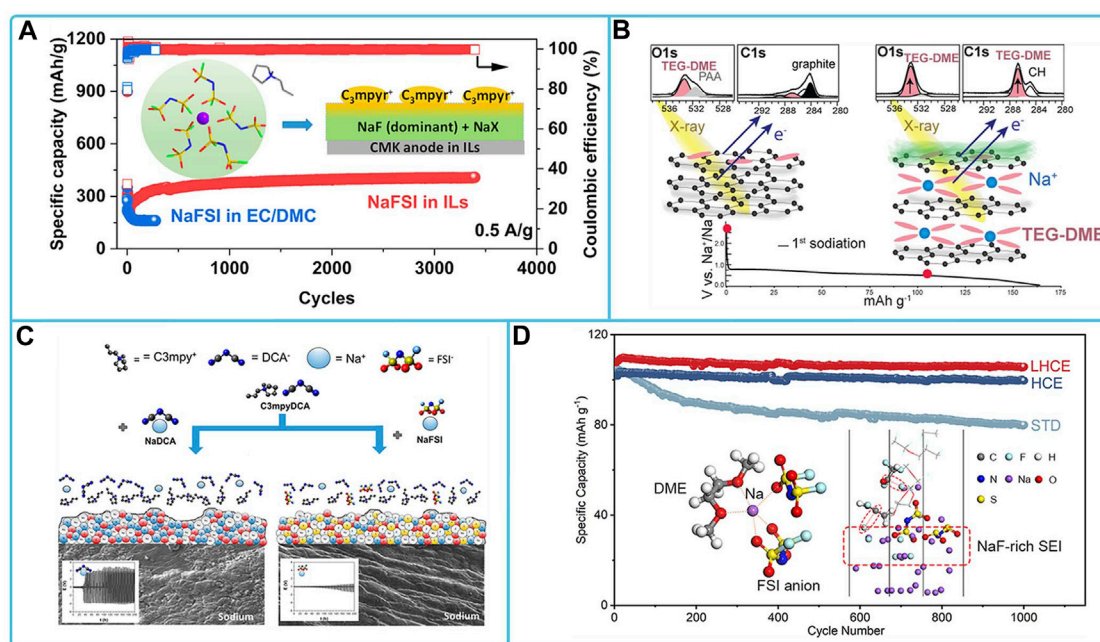 A
1200
900
600
300
0
Specific capacity (mAh/g)
C₃mpyr⁺ C₃mpyr⁺ C₃mpyr⁺
NaF (dominant) + NaX
CMK anode in ILs
NaFSI in EC/DMC
NaFSI in ILs
0.5 A/g
100
80
60
40
20
0
Coulombic efficiency (%)
0 1000 2000 3000 4000
Cycles
B
O1s
TEG-DME
PAA
536 532 528
C1s
graphite
288 284 280
O1s
TEG-DME
536 532 528
C1s
TEG-DME
CH
288 284 280
X-ray
e⁻
X-ray
e⁻
Na⁺
TEG-DME
1st sodiation
V vs. Na⁺/Na
2.0
1.0
0.0
0 25 50 75 100 125 150 175
mAh g⁻¹
C
= C3mpy⁺
= DCA⁻
= Na⁺
= FSI⁻
C3mpyDCA
NaDCA
NaFSI
Sodium
Sodium
D
120
80
40
0
Specific Capacity (mAh g⁻¹)
LHCE
HCE
STD
DME
Na
FSI anion
C F H
N Na O
S
NaF-rich SEI
0 200 400 600 800 1000
Cycle Number